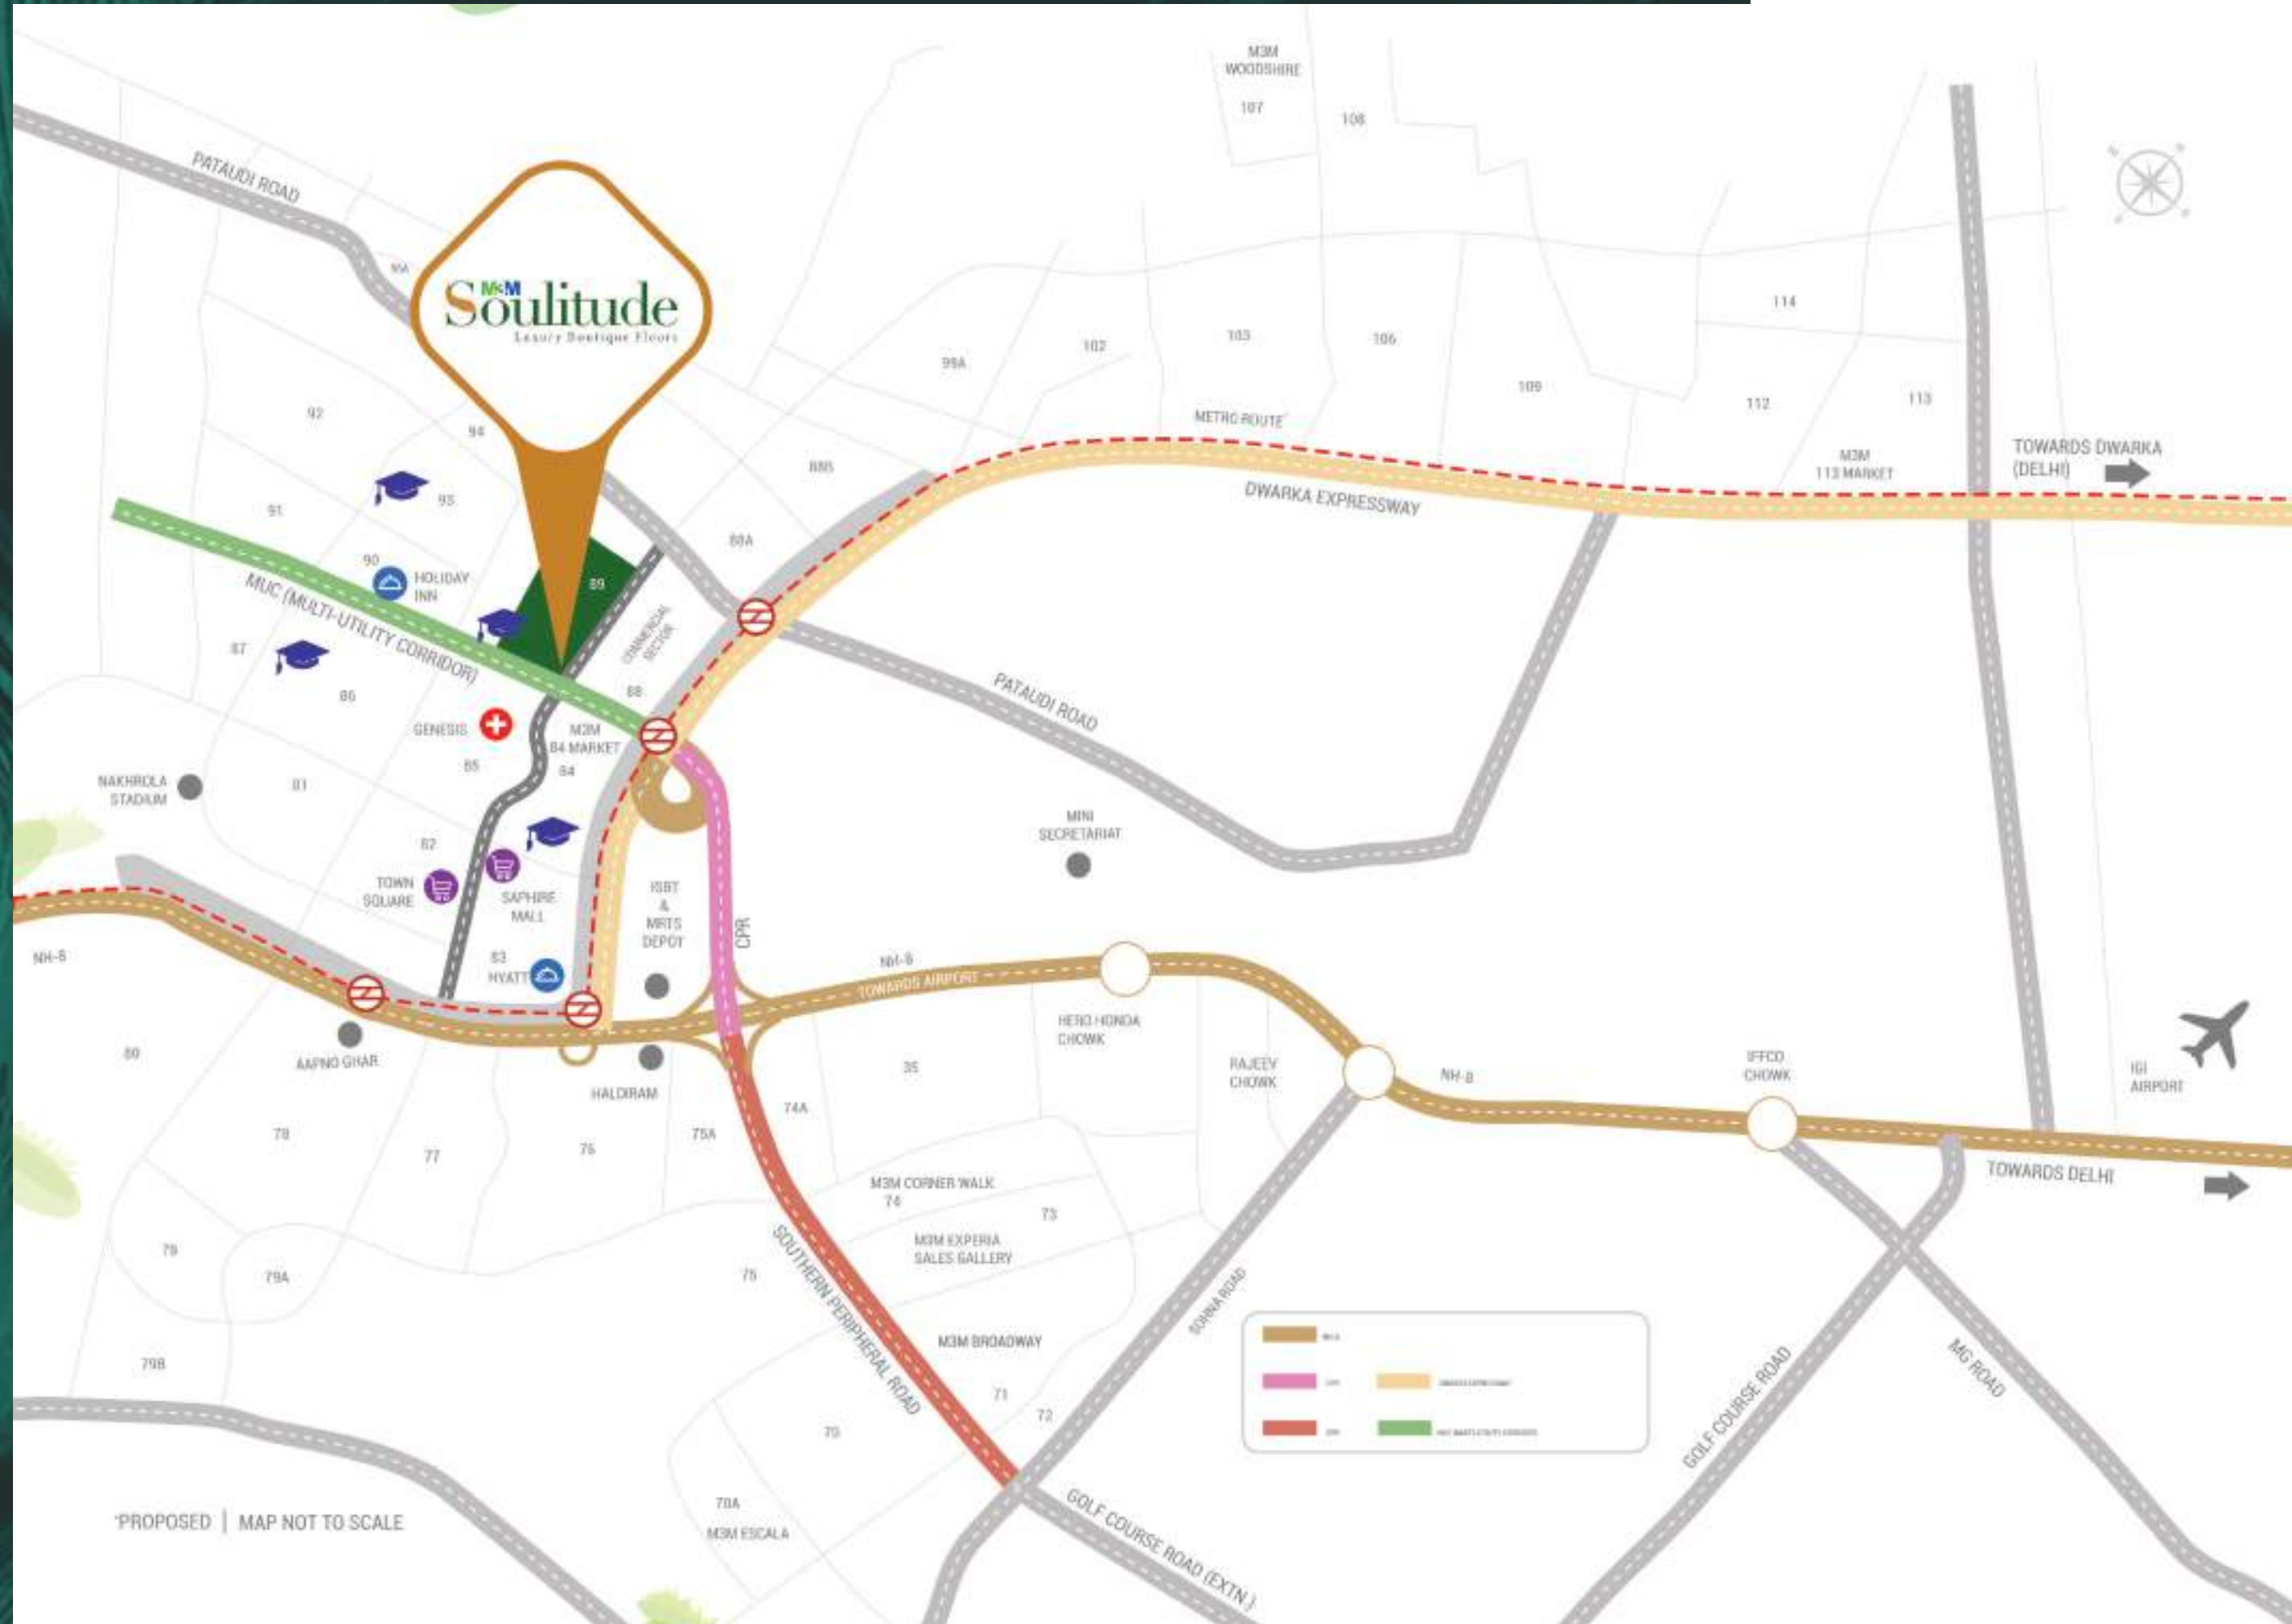 M3M
WOODSHIRE
107
108
PATAUDI ROAD
M3M
Soulitude
Luxury Boutique Floors
114
99A
102
103
106
109
112
113
92
94
METRO ROUTE*
M3M
113 MARKET
TOWARDS DWARKA
(DELHI)
88B
DWARKA EXPRESSWAY
93
91
88A
90
HOLIDAY
INN
89
MUC (MULTI-UTILITY CORRIDOR)
COMMERCIAL
SECTOR
87
86
88
PATAUDI ROAD
GENESIS
M3M
84 MARKET
85
84
NAKHROLA
STADIUM
81
82
MINI
SECRETARIAT
TOWN
SQUARE
SAPHIRE
MALL
ISBT
&
MRTS
DEPOT
CPR
NH-8
83
HYATT
NH-8
TOWARDS AIRPORT
HERO HONDA
CHOWK
80
AAPNO GHAR
HALDIRAM
35
RAJEEV
CHOWK
NH-8
IFFCO
CHOWK
IGI
AIRPORT
78
77
76
75A
74A
TOWARDS DELHI
M3M CORNER WALK
74
73
M3M EXPERIA
SALES GALLERY
79
79A
75
SOUTHERN PERIPHERAL ROAD
SOHNA ROAD
M3M BROADWAY
79B
71
72
70
GOLF COURSE ROAD
MG ROAD
70A
M3M ESCALA
GOLF COURSE ROAD (EXTN.)
*PROPOSED | MAP NOT TO SCALE